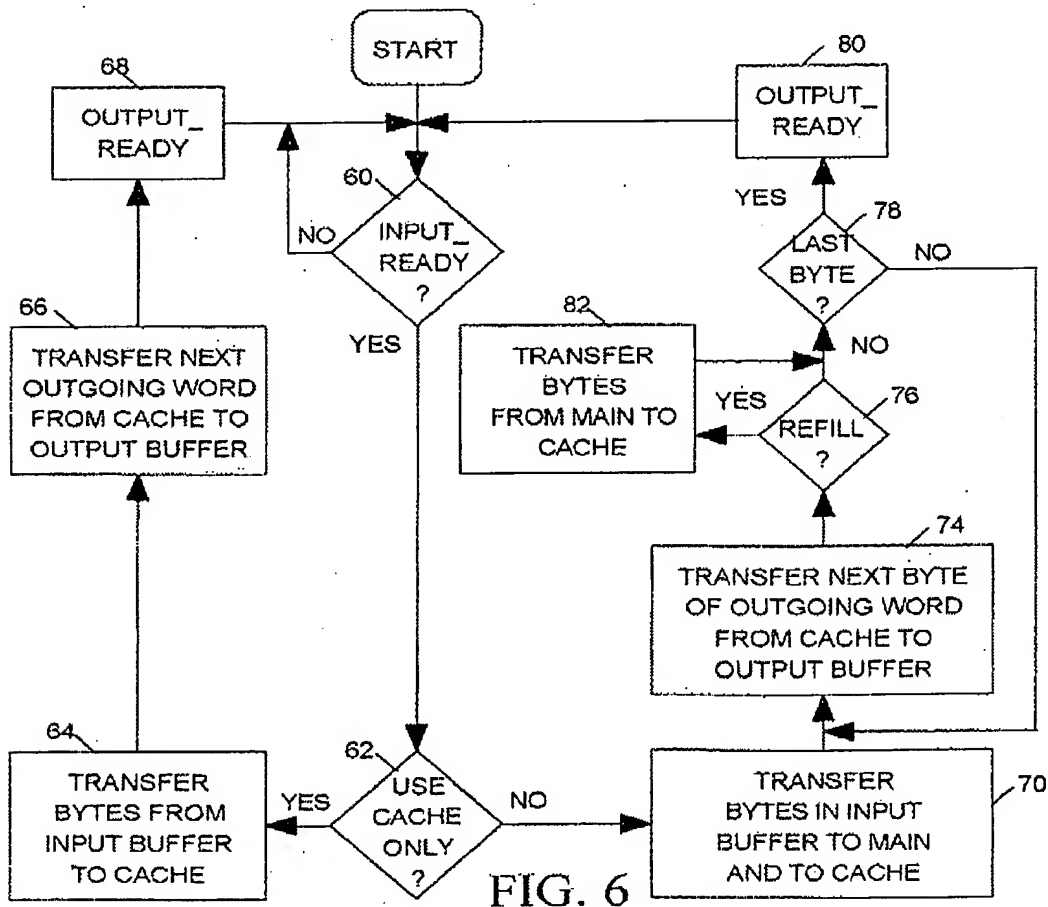 START
68
OUTPUT_
READY
80
OUTPUT_
READY
60
INPUT_
READY
?
NO
YES
YES
78
LAST
BYTE
?
NO
66
TRANSFER NEXT
OUTGOING WORD
FROM CACHE TO
OUTPUT BUFFER
82
TRANSFER
BYTES
FROM MAIN TO
CACHE
NO
YES
76
REFILL
?
74
TRANSFER NEXT BYTE
OF OUTGOING WORD
FROM CACHE TO
OUTPUT BUFFER
64
TRANSFER
BYTES FROM
INPUT BUFFER
TO CACHE
YES
62
USE
CACHE
ONLY
?
NO
70
TRANSFER
BYTES IN INPUT
BUFFER TO MAIN
AND TO CACHE
FIG. 6